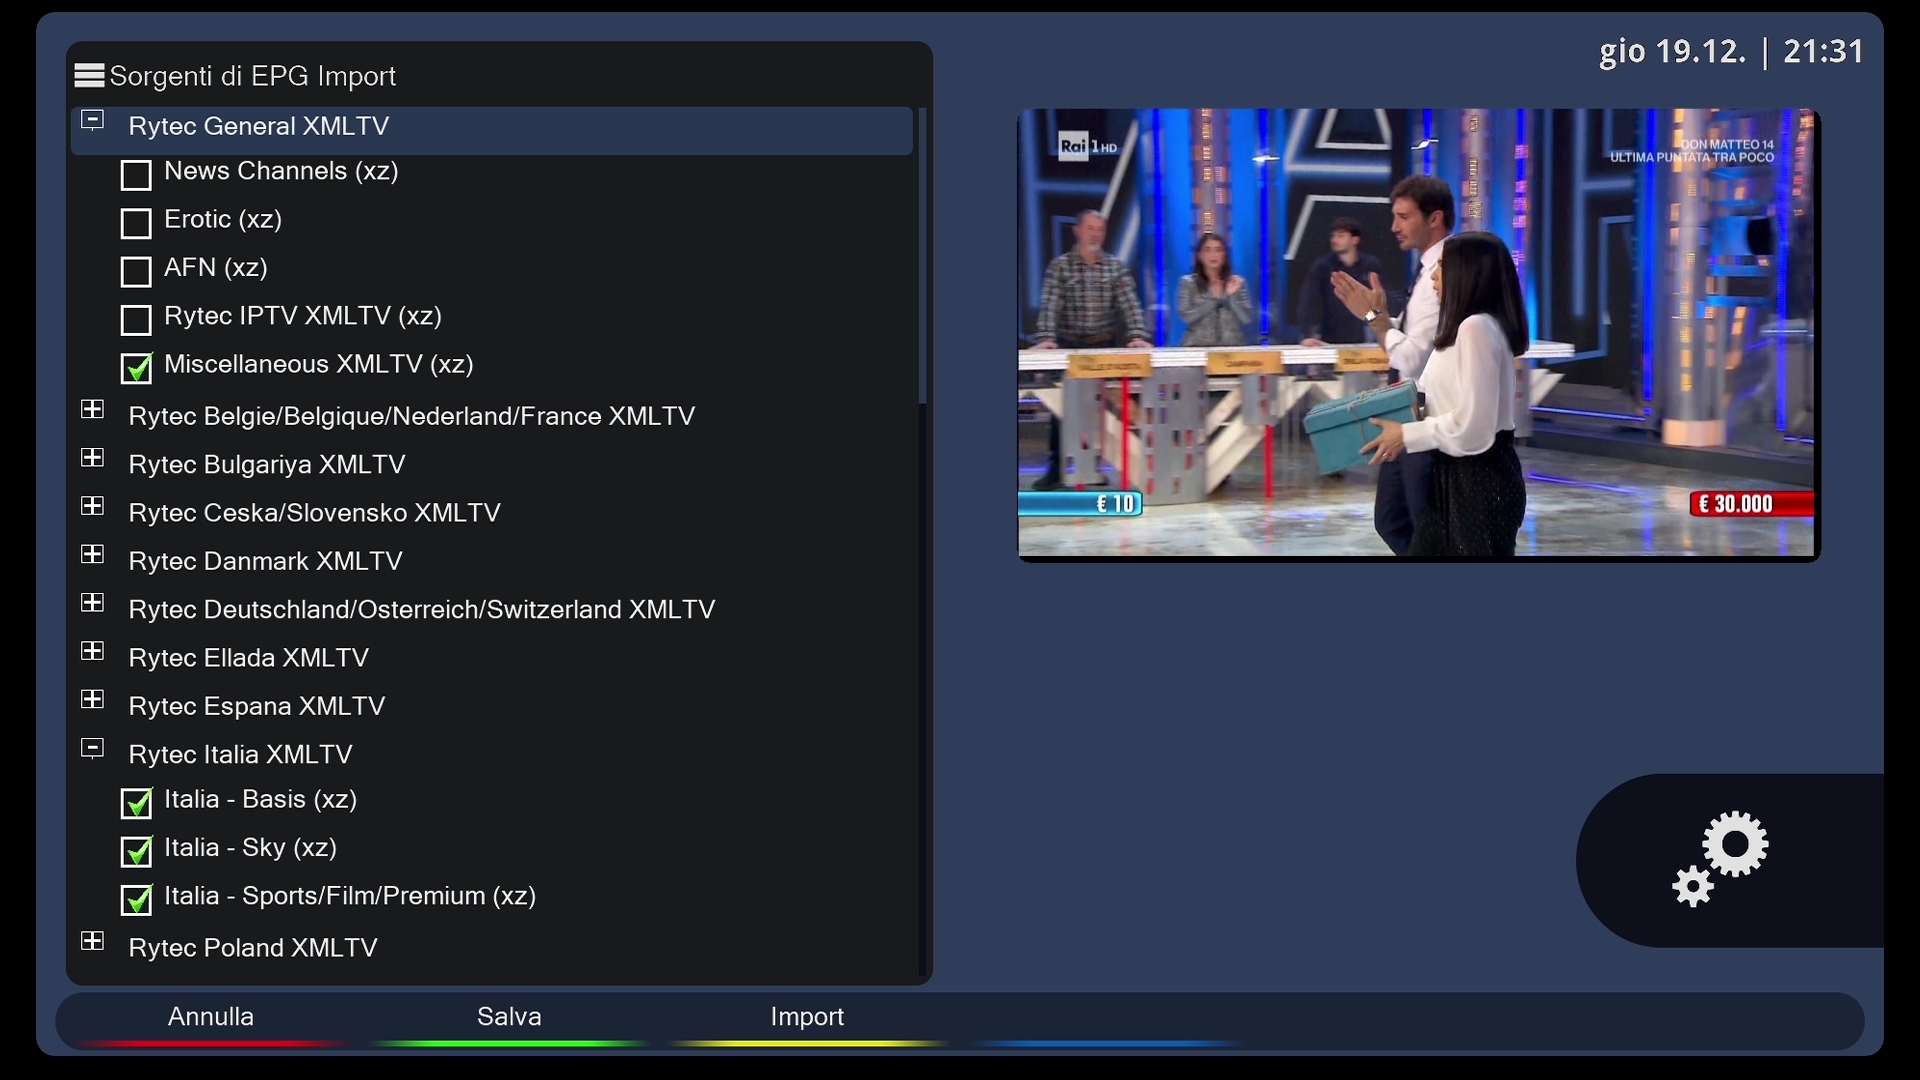 gio 19.12. | 21:31
Sorgenti di EPG Import
Rytec General XMLTV
News Channels (xz)
Erotic (xz)
AFN (xz)
Rytec IPTV XMLTV (xz)
Miscellaneous XMLTV (xz)
Rytec Belgie/Belgique/Nederland/France XMLTV
Rytec Bulgariya XMLTV
Rytec Ceska/Slovensko XMLTV
Rytec Danmark XMLTV
Rytec Deutschland/Osterreich/Switzerland XMLTV
Rytec Ellada XMLTV
Rytec Espana XMLTV
Rytec Italia XMLTV
Italia - Basis (xz)
Italia - Sky (xz)
Italia - Sports/Film/Premium (xz)
Rytec Poland XMLTV
Rai 1 HD
DON MATTEO 14
ULTIMA PUNTATA TRA POCO
€ 10
€ 30.000
Annulla
Salva
Import